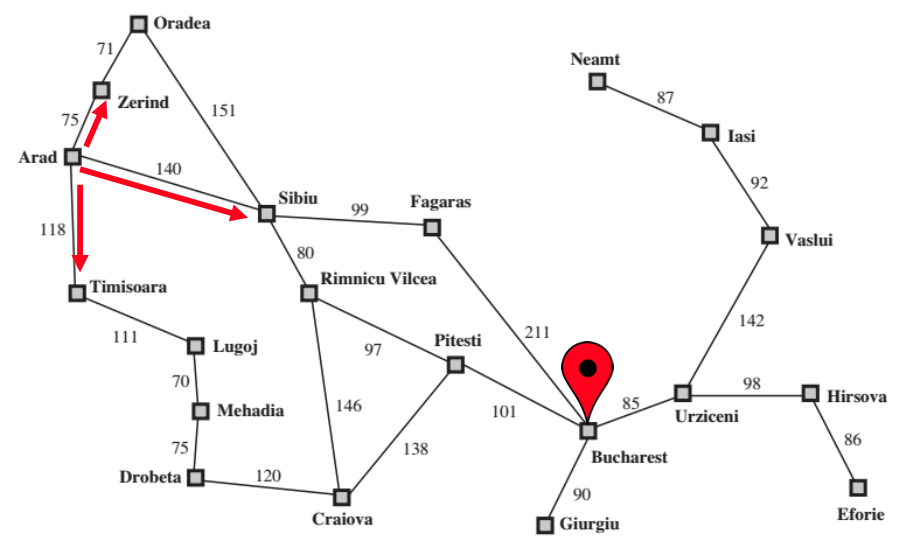 Oradea
71
Neamt
87
Zerind
151
75
Iasi
Arad
140
92
Sibiu
Fagaras
99
118
Vaslui
80
Timisoara
Rimnicu Vilcea
142
111
211
Lugoj
Pitesti
97
70
98
Mehadia
146
101
85
Hirsova
Urziceni
75
138
86
Bucharest
Drobeta
120
90
Craiova
Giurgiu
Eforie